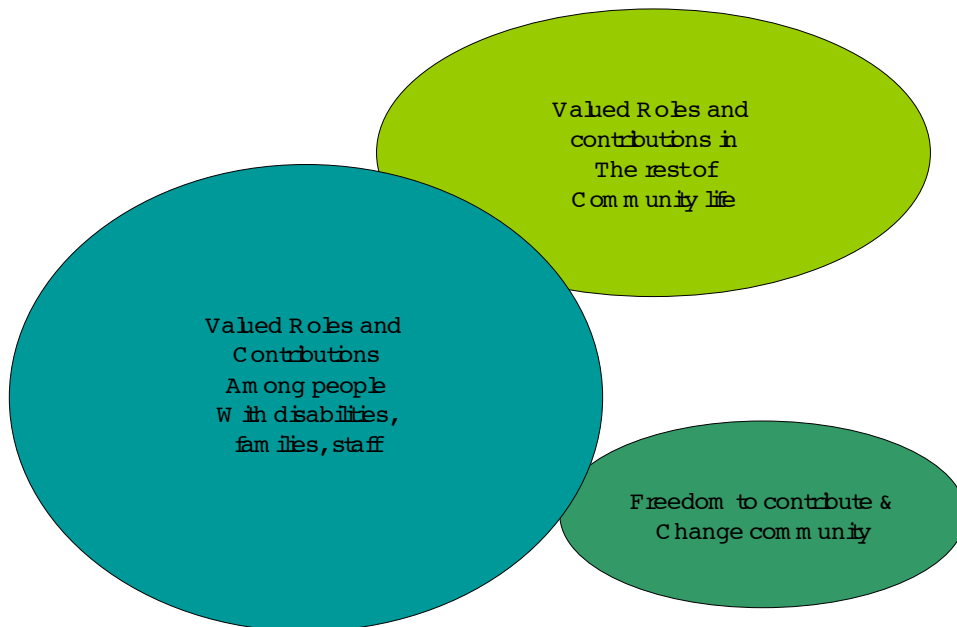 Valued Roles and
contributions in
The rest of
Community life
Valued Roles and
Contributions
Among people
With disabilities,
families, staff
Freedom to contribute &
Change community